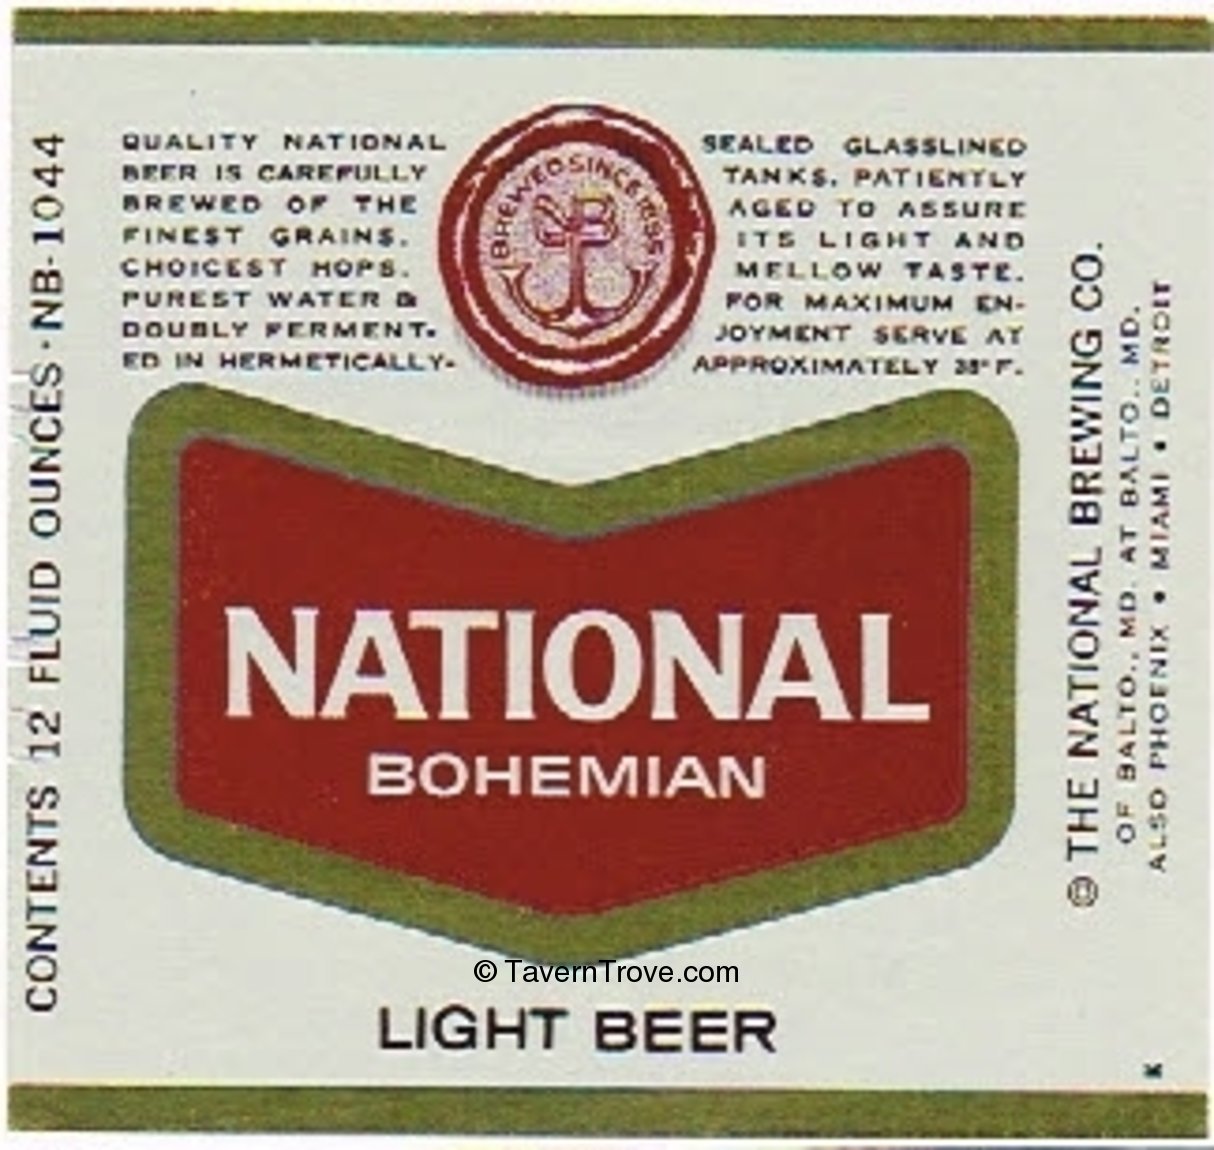 QUALITY NATIONAL
BEER IS CAREFULLY
BREWED OF THE
FINEST GRAINS,
CHOICEST HOPS,
PUREST WATER &
DOUBLY FERMENT-
ED IN HERMETICALLY-
BREWED SINCE 1885
SEALED GLASSLINED
TANKS. PATIENTLY
AGED TO ASSURE
ITS LIGHT AND
MELLOW TASTE.
FOR MAXIMUM EN-
JOYMENT SERVE AT
APPROXIMATELY 38° F.
NATIONAL
BOHEMIAN
© TavernTrove.com
LIGHT BEER
CONTENTS 12 FLUID OUNCES · NB-1044
© THE NATIONAL BREWING CO.
OF BALTO., MD. AT BALTO., MD.
ALSO PHOENIX • MIAMI • DETROIT
K